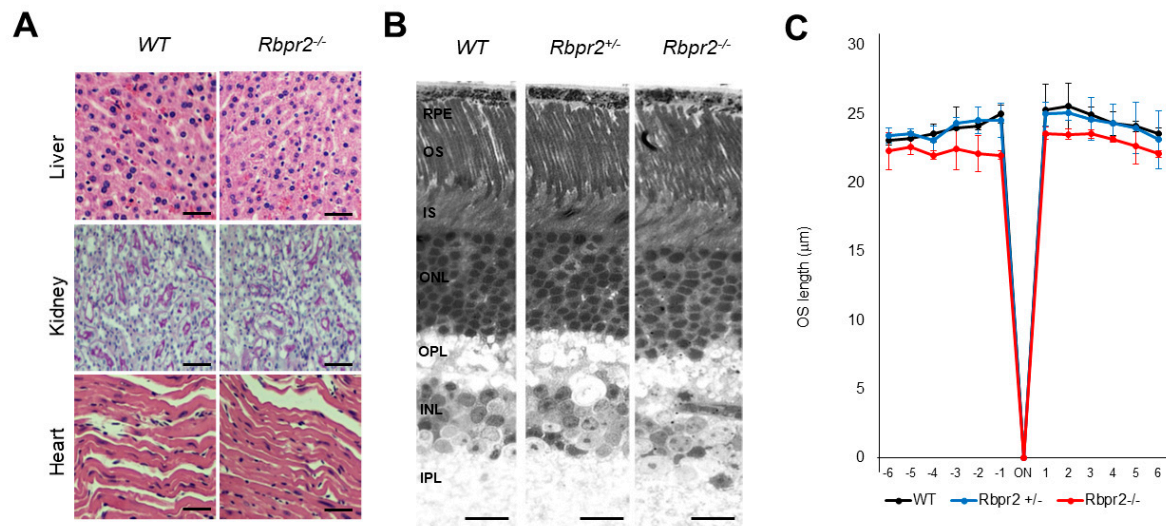 A
WT
Rbpr2-/-
Liver
Kidney
Heart
B
WT
Rbpr2+/-
Rbpr2-/-
RPE
OS
IS
ONL
OPL
INL
IPL
C
OS length (µm)
30
25
20
15
10
5
0
-6 -5 -4 -3 -2 -1 ON 1 2 3 4 5 6
WT Rbpr2 +/- Rbpr2-/-